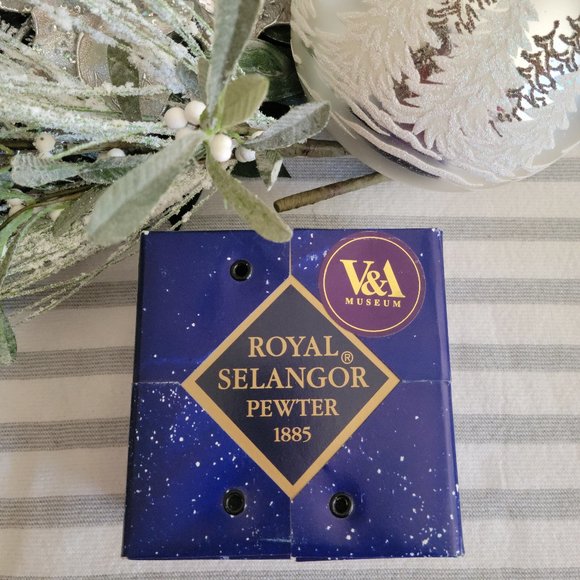 V&A
MUSEUM
ROYAL
SELANGOR®
PEWTER
1885